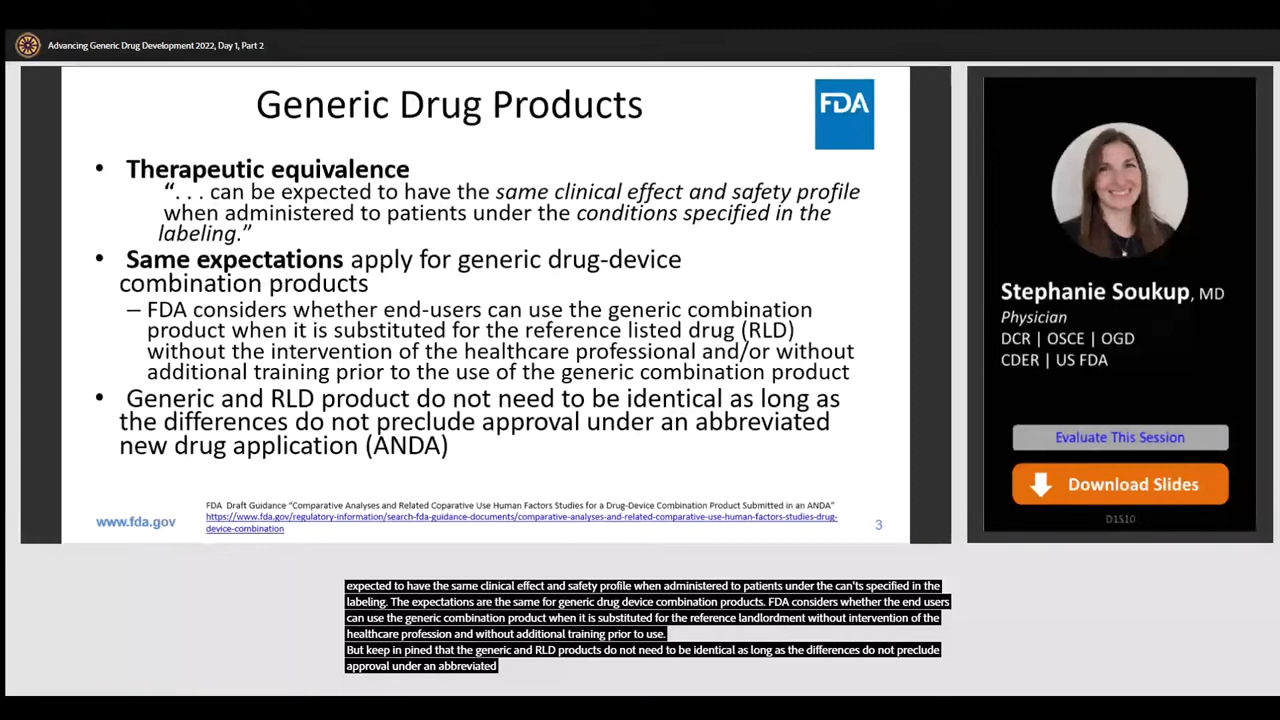 Advancing Generic Drug Development 2022, Day 1, Part 2
Generic Drug Products
FDA
• Therapeutic equivalence
“. . . can be expected to have the same clinical effect and safety profile
when administered to patients under the conditions specified in the
labeling.”
• Same expectations apply for generic drug-device
combination products
– FDA considers whether end-users can use the generic combination
product when it is substituted for the reference listed drug (RLD)
without the intervention of the healthcare professional and/or without
additional training prior to the use of the generic combination product
• Generic and RLD product do not need to be identical as long as
the differences do not preclude approval under an abbreviated
new drug application (ANDA)
FDA Draft Guidance “Comparative Analyses and Related Coparative Use Human Factors Studies for a Drug-Device Combination Product Submitted in an ANDA”
https://www.fda.gov/regulatory-information/search-fda-guidance-documents/comparative-analyses-and-related-comparative-use-human-factors-studies-drug-
device-combination
www.fda.gov
3
Stephanie Soukup, MD
Physician
DCR | OSCE | OGD
CDER | US FDA
Evaluate This Session
Download Slides
D1S10
expected to have the same clinical effect and safety profile when administered to patients under the can'ts specified in the
labeling. The expectations are the same for generic drug device combination products. FDA considers whether the end users
can use the generic combination product when it is substituted for the reference landlordment without intervention of the
healthcare profession and without additional training prior to use.
But keep in pined that the generic and RLD products do not need to be identical as long as the differences do not preclude
approval under an abbreviated